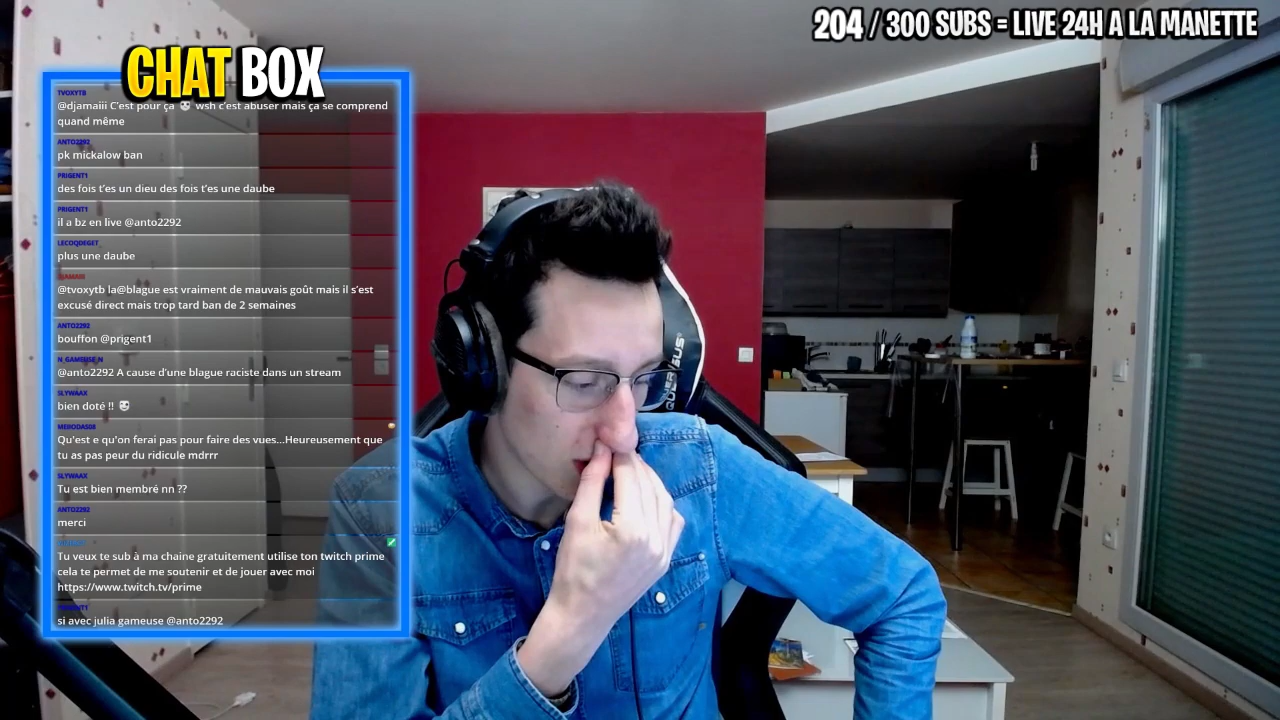 204 / 300 SUBS = LIVE 24H A LA MANETTE
CHAT BOX
TVOXYTB
@djamaiii C'est pour ça wsh c'est abuser mais ça se comprend
quand même
ANTO2292
pk mickalow ban
PRIGENT1
des fois t'es un dieu des fois t'es une daube
PRIGENT1
il a bz en live @anto2292
LECOQDEGET_
plus une daube
@tvoxytb la@blague est vraiment de mauvais goût mais il s'est
excusé direct mais trop tard ban de 2 semaines
ANTO2292
bouffon @prigent1
N_GAMEUSE_N
@anto2292 A cause d'une blague raciste dans un stream
SLYWAAX
bien doté !!
MERODAS08
Qu'est e qu'on ferai pas pour faire des vues...Heureusement que
tu as pas peur du ridicule mdrrr
SLYWAAX
Tu est bien membré nn ??
ANTO2292
merci
Tu veux te sub à ma chaine gratuitement utilise ton twitch prime
cela te permet de me soutenir et de jouer avec moi
https://www.twitch.tv/prime
PRIGENT1
si avec julia gameuse @anto2292